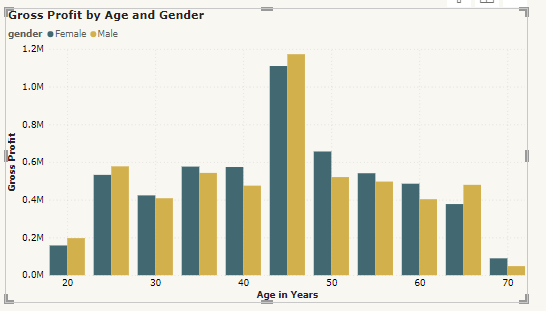 Gross Profit by Age and Gender
gender Female Male
1.2M
1.0M
0.8M
0.6M
0.4M
0.2M
0.0M
Gross Profit
20 30 40 50 60 70
Age in Years